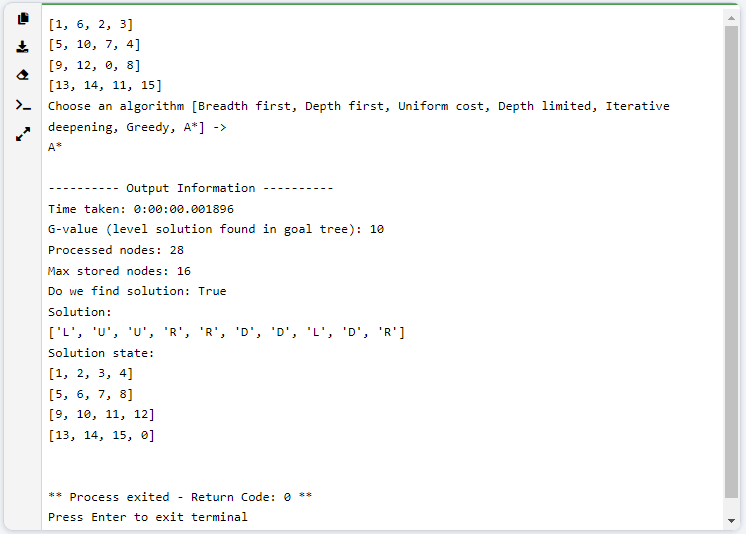 [1, 6, 2, 3]
[5, 10, 7, 4]
[9, 12, 0, 8]
[13, 14, 11, 15]
Choose an algorithm [Breadth first, Depth first, Uniform cost, Depth limited, Iterative
deepening, Greedy, A*] ->
A*
---------- Output Information ----------
Time taken: 0:00:00.001896
G-value (level solution found in goal tree): 10
Processed nodes: 28
Max stored nodes: 16
Do we find solution: True
Solution:
['L', 'U', 'U', 'R', 'R', 'D', 'D', 'L', 'D', 'R']
Solution state:
[1, 2, 3, 4]
[5, 6, 7, 8]
[9, 10, 11, 12]
[13, 14, 15, 0]
** Process exited - Return Code: 0 **
Press Enter to exit terminal